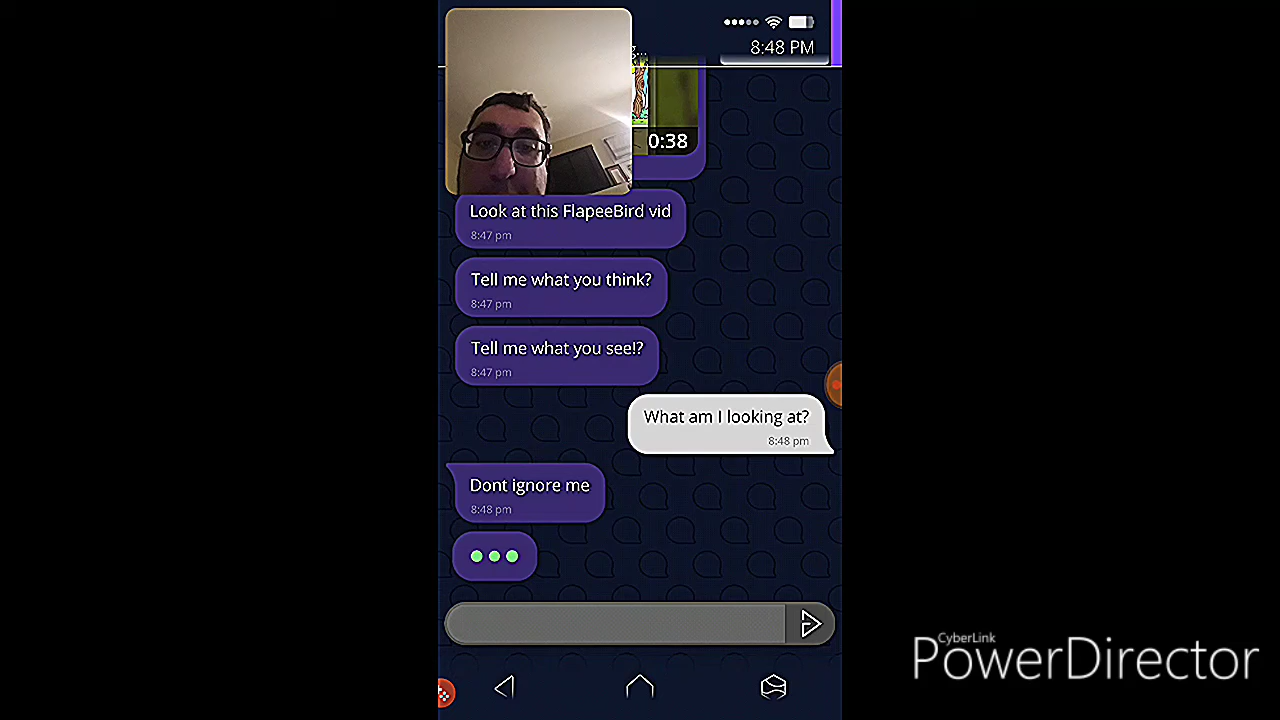 8:48 PM
g...
0:38
Look at this FlapeeBird vid
8:47 pm
Tell me what you think?
8:47 pm
Tell me what you see!?
8:47 pm
What am I looking at?
8:48 pm
Dont ignore me
8:48 pm
CyberLink
PowerDirector